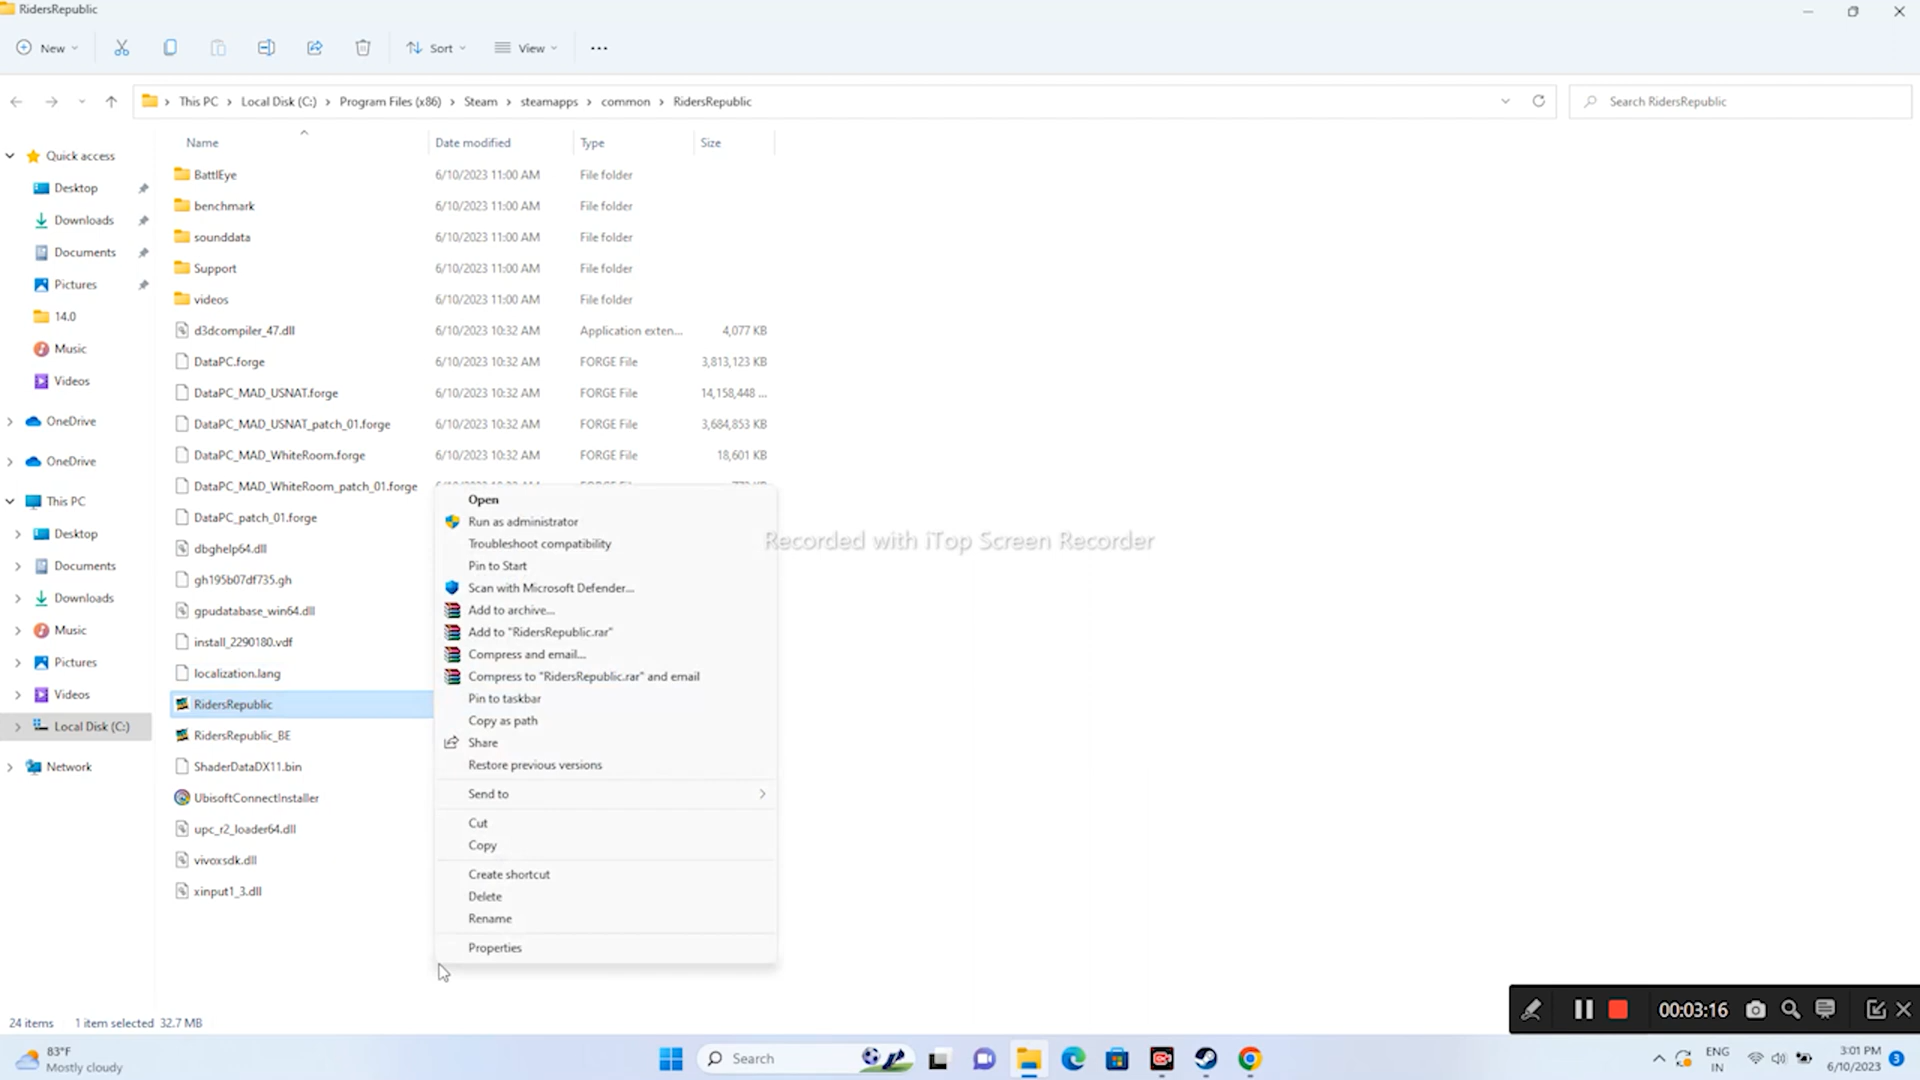 RidersRepublic
New
Sort
View
This PC > Local Disk (C:) > Program Files (x86) > Steam > steamapps > common > RidersRepublic
Search RidersRepublic
Name Date modified Type Size
Quick access
Desktop
Downloads
Documents
Pictures
14.0
Music
Videos
OneDrive
OneDrive
This PC
Desktop
Documents
Downloads
Music
Pictures
Videos
Local Disk (C:)
Network
BattlEye 6/10/2023 11:00 AM File folder
benchmark 6/10/2023 11:00 AM File folder
sounddata 6/10/2023 11:00 AM File folder
Support 6/10/2023 11:00 AM File folder
videos 6/10/2023 11:00 AM File folder
d3dcompiler_47.dll 6/10/2023 10:32 AM Application exten... 4,077 KB
DataPC.forge 6/10/2023 10:32 AM FORGE File 3,813,123 KB
DataPC_MAD_USNAT.forge 6/10/2023 10:32 AM FORGE File 14,158,448 ...
DataPC_MAD_USNAT_patch_01.forge 6/10/2023 10:32 AM FORGE File 3,684,853 KB
DataPC_MAD_WhiteRoom.forge 6/10/2023 10:32 AM FORGE File 18,601 KB
DataPC_MAD_WhiteRoom_patch_01.forge
DataPC_patch_01.forge
dbghelp64.dll
gh195b07df735.gh
gpudatabase_win64.dll
install_2290180.vdf
localization.lang
RidersRepublic
RidersRepublic_BE
ShaderDataDX11.bin
UbisoftConnectInstaller
upc_r2_loader64.dll
vivoxsdk.dll
xinput1_3.dll
Open
Run as administrator
Troubleshoot compatibility
Pin to Start
Scan with Microsoft Defender...
Add to archive...
Add to "RidersRepublic.rar"
Compress and email...
Compress to "RidersRepublic.rar" and email
Pin to taskbar
Copy as path
Share
Restore previous versions
Send to
Cut
Copy
Create shortcut
Delete
Rename
Properties
Recorded with iTop Screen Recorder
00:03:16
24 items 1 item selected 32.7 MB
83°F
Mostly cloudy
Search
ENG
IN
3:01 PM
6/10/2023
3